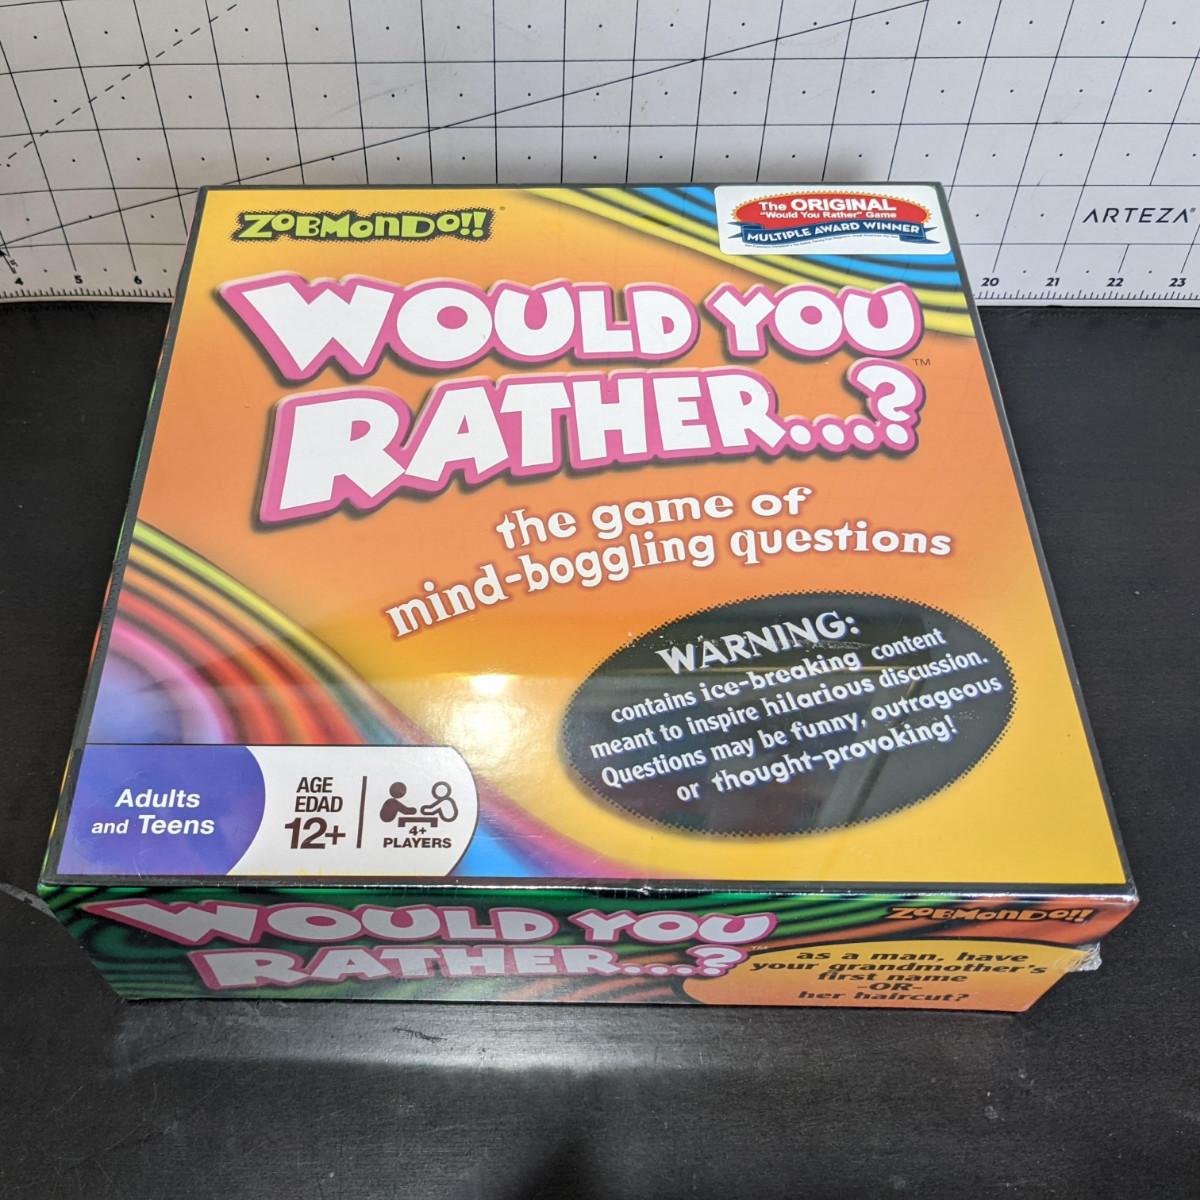 ZOBMONDO!!
The ORIGINAL
"Would You Rather" Game
MULTIPLE AWARD WINNER
ARTEZA
4 5 6
20 21 22 23
WOULD YOU
RATHER...?™
the game of
mind-boggling questions
WARNING:
contains ice-breaking content
meant to inspire hilarious discussion.
Questions may be funny, outrageous
or thought-provoking!
Adults
and Teens
AGE
EDAD
12+
4+
PLAYERS
WOULD YOU
RATHER...?™
ZOBMONDO!!
as a man, have
your grandmother's
first name
-OR-
her haircut?